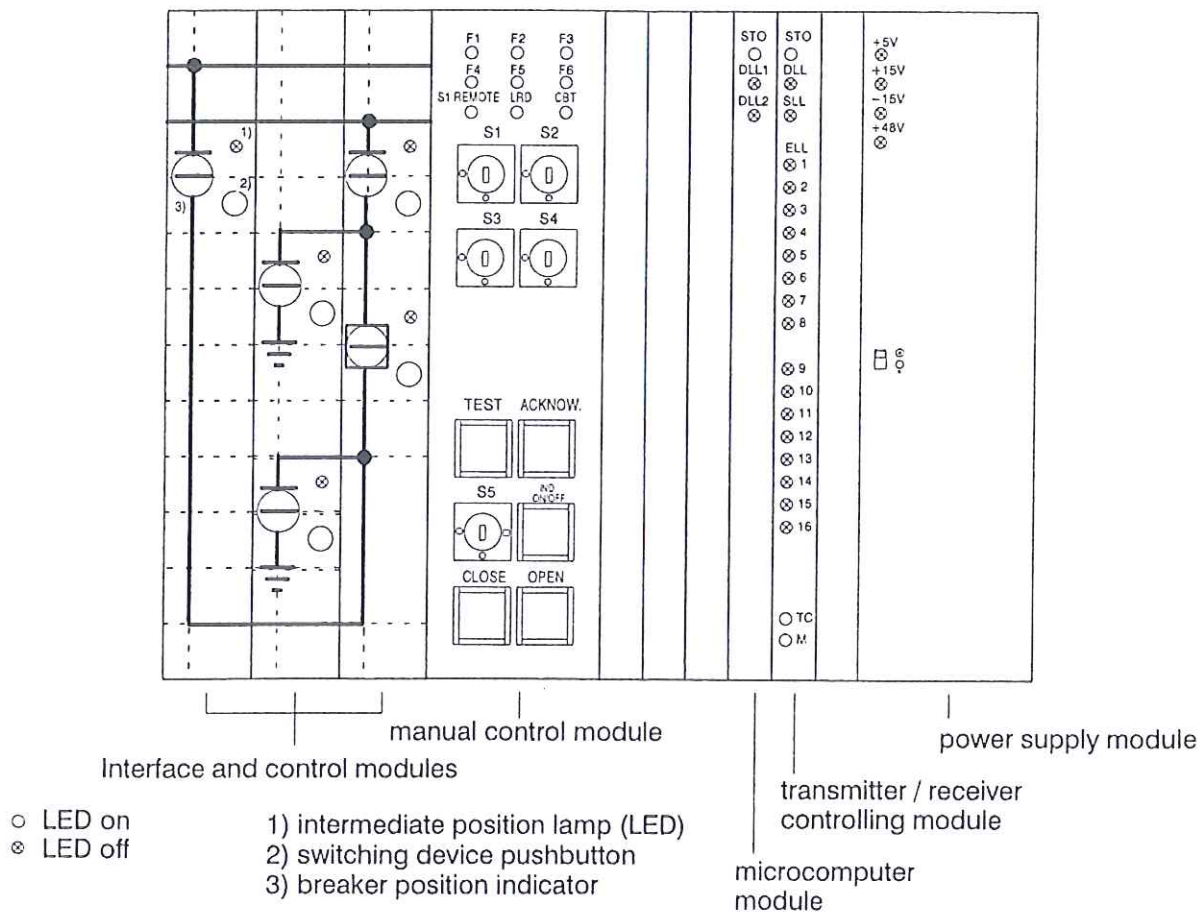 F1 F2 F3
F4 F5 F6
S1 REMOTE LRD CBT
S1 S2
S3 S4
TEST ACKNOW.
S5 IND ON/OFF
CLOSE OPEN
1)
2)
3)
STO STO
DLL1 DLL
DLL2 SLL
ELL
1
2
3
4
5
6
7
8
9
10
11
12
13
14
15
16
TC
M
+5V
+15V
-15V
+48V
manual control module
Interface and control modules
power supply module
transmitter / receiver
controlling module
microcomputer
module
LED on
LED off
1) intermediate position lamp (LED)
2) switching device pushbutton
3) breaker position indicator